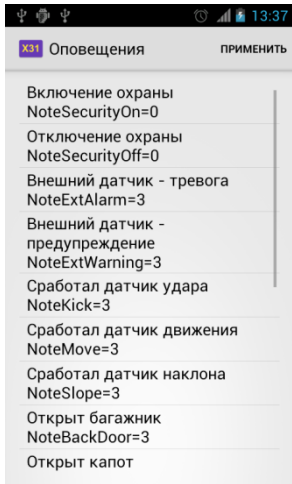 13:37
X31 Оповещения ПРИМЕНИТЬ
Включение охраны
NoteSecurityOn=0
Отключение охраны
NoteSecurityOff=0
Внешний датчик - тревога
NoteExtAlarm=3
Внешний датчик -
предупреждение
NoteExtWarning=3
Сработал датчик удара
NoteKick=3
Сработал датчик движения
NoteMove=3
Сработал датчик наклона
NoteSlope=3
Открыт багажник
NoteBackDoor=3
Открыт капот